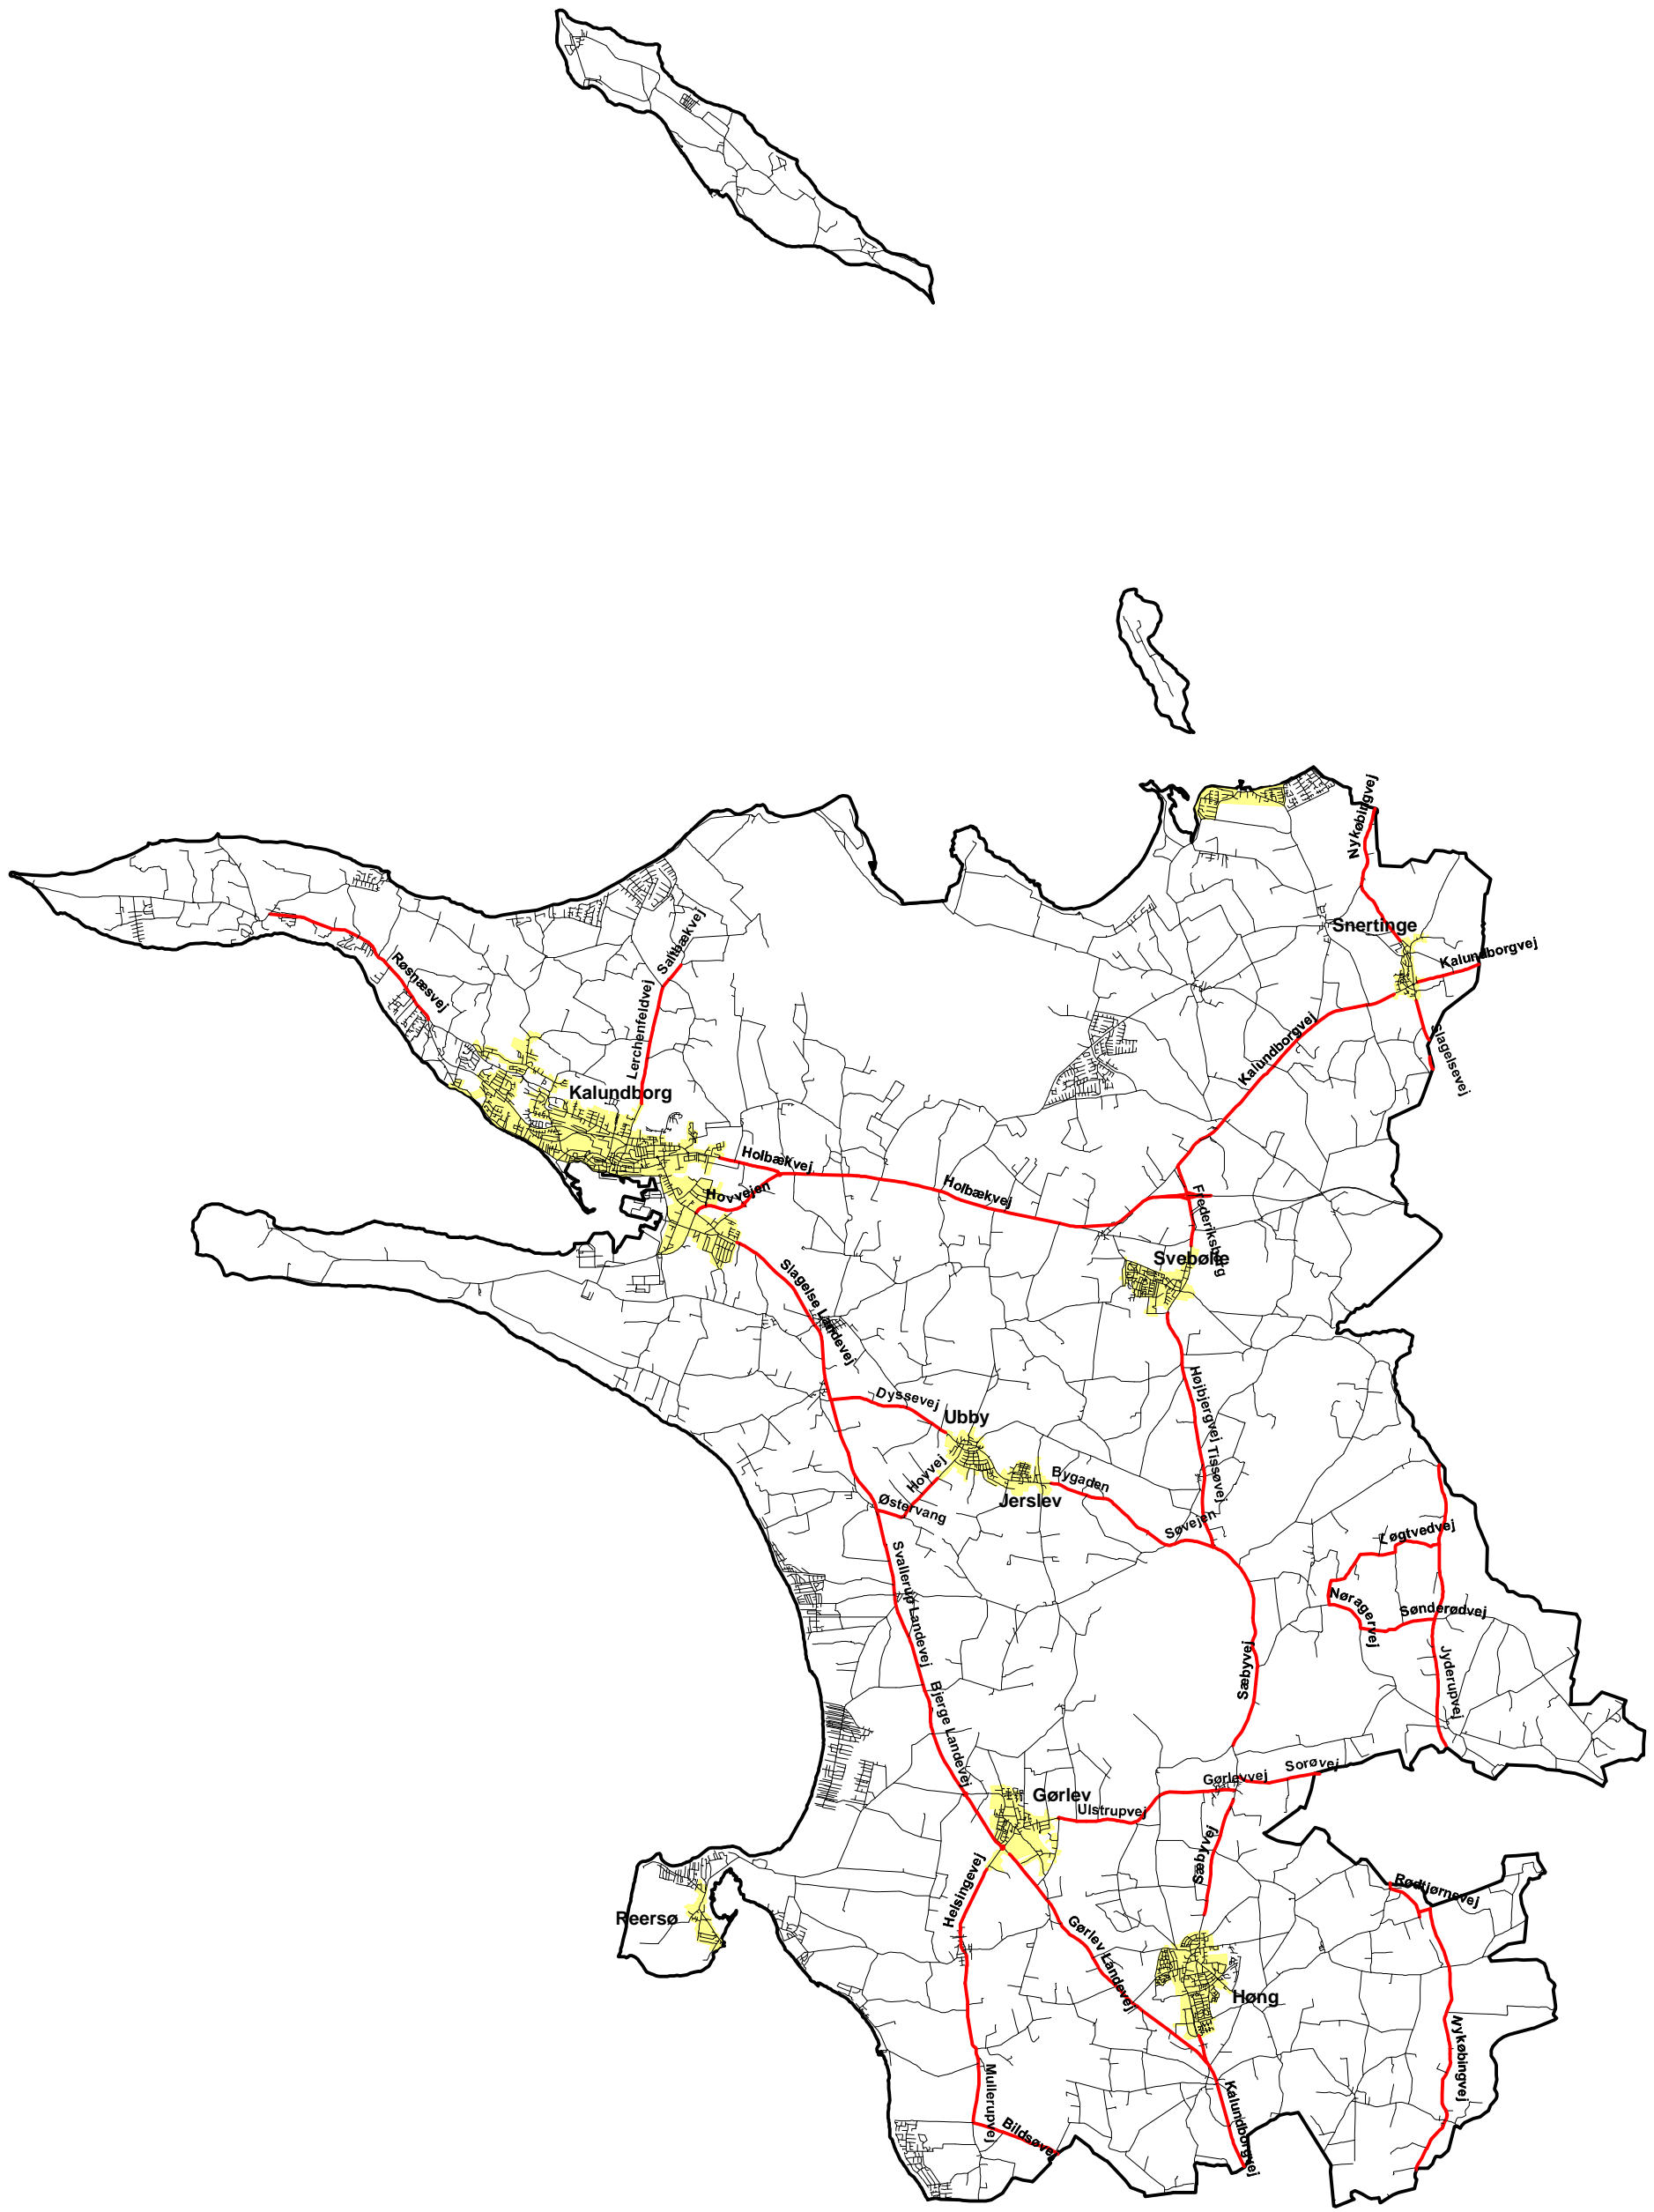 Nykøbingvej
Snertinge
Kalundborgvej
Saltbækvej
Røsnæsvej
Lerchenfeldvej
Kalundborgvej
Slagelsevej
Kalundborg
Holbækvej
Holbækvej
Hovvejen
Frederiksberg
Svebølle
Slagelse Landevej
Dyssevej
Højbjergvej
Ubby
Hovvej
Tissøvej
Bygaden
Jerslev
Østervang
Søvejen
Løgtvedvej
Svallerup Landevej
Nøragervej
Sønderødvej
Sæbyvej
Jyderupvej
Bjerge Landevej
Sorøvej
Gørlevvej
Gørlev
Ulstrupvej
Sæbyvej
Helsingevej
Rødtjørnevej
Reersø
Gørlev Landevej
Høng
Nykøbingvej
Mullerupvej
Kalundborgvej
Bildsøvej